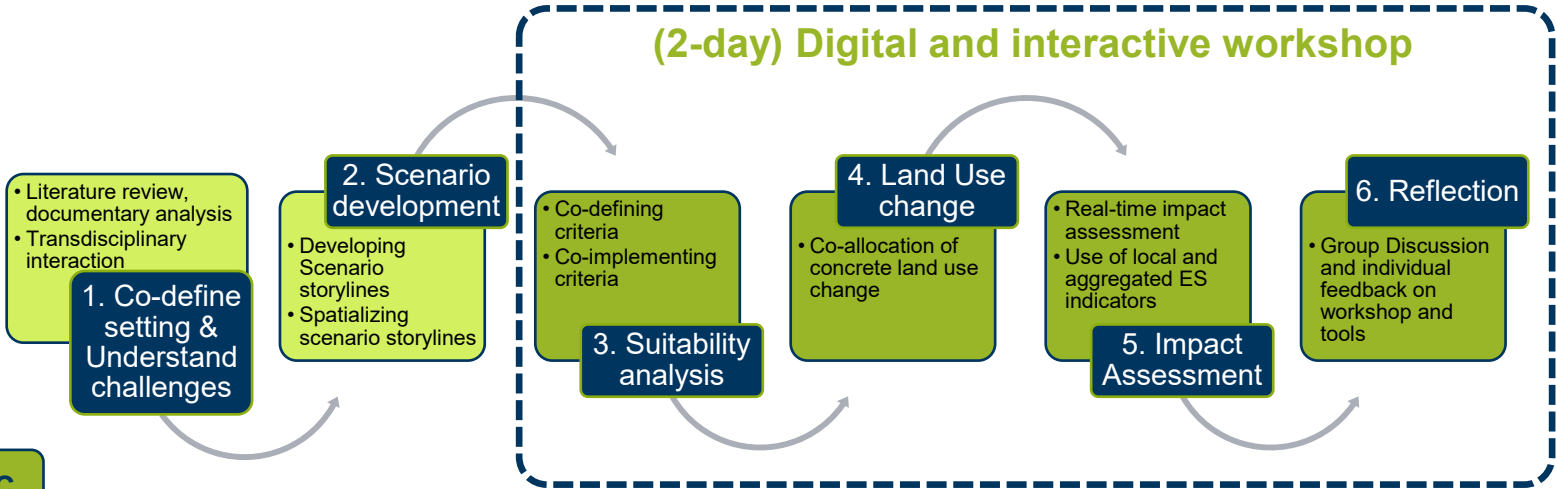 (2-day) Digital and interactive workshop
• Literature review,
documentary analysis
• Transdisciplinary
interaction
1. Co-define
setting &
Understand
challenges
2. Scenario
development
• Developing
Scenario
storylines
• Spatializing
scenario storylines
• Co-defining
criteria
• Co-implementing
criteria
3. Suitability
analysis
4. Land Use
change
• Co-allocation of
concrete land use
change
• Real-time impact
assessment
• Use of local and
aggregated ES
indicators
5. Impact
Assessment
6. Reflection
• Group Discussion
and individual
feedback on
workshop and
tools